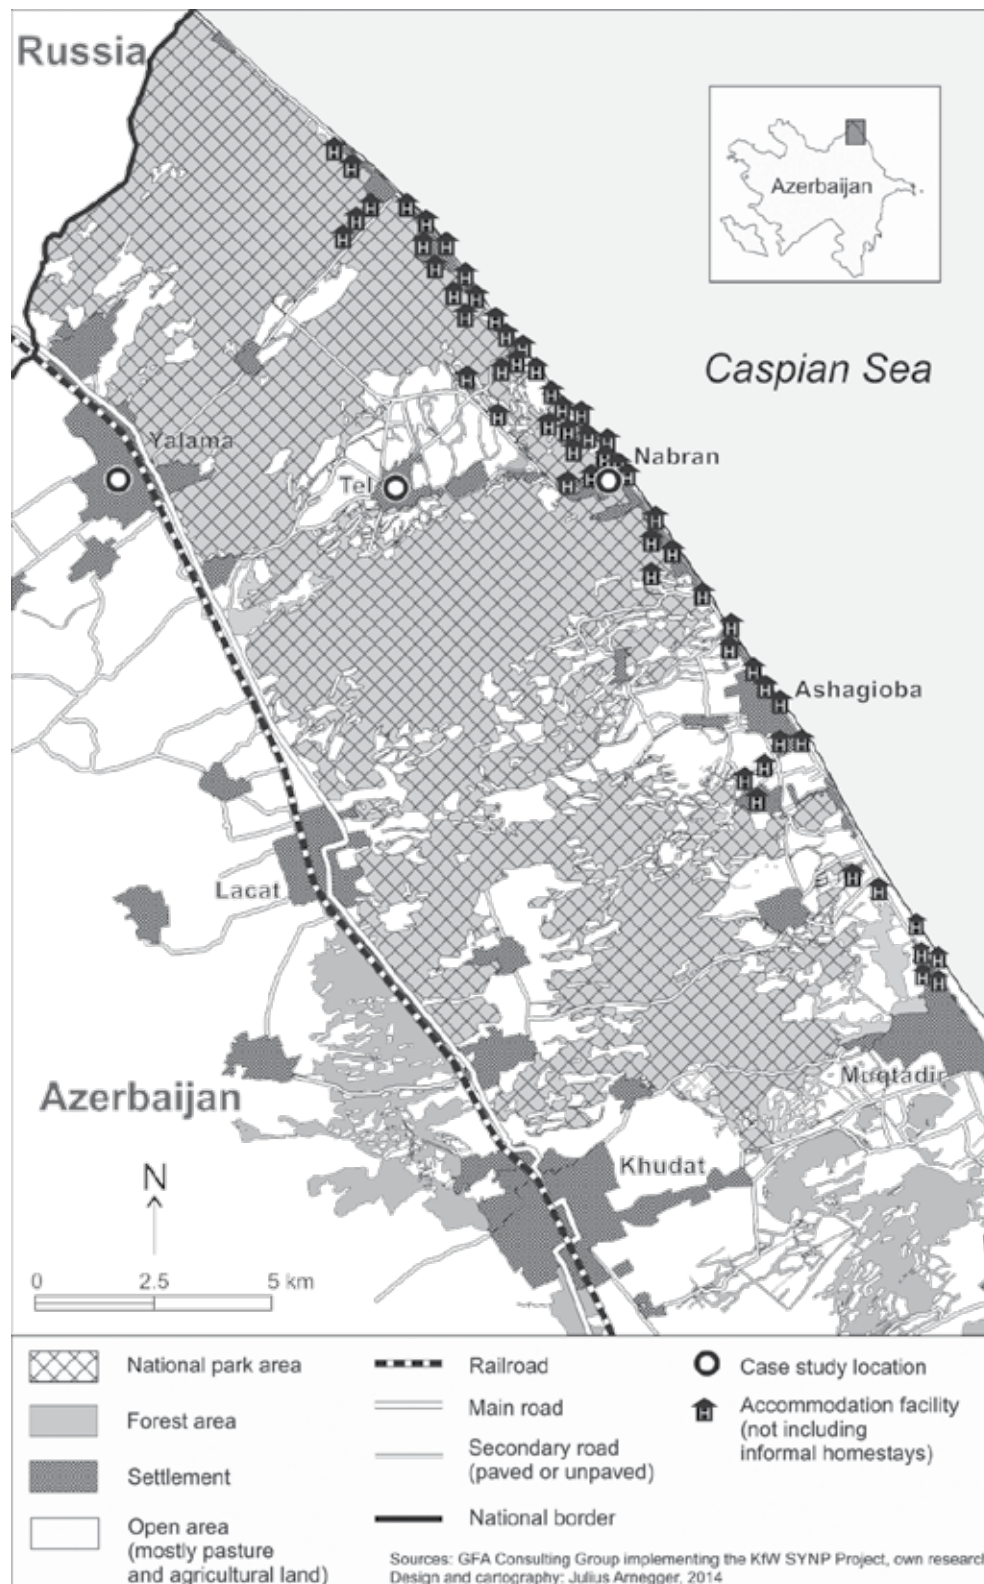 Russia
Azerbaijan
Caspian Sea
Yalama
Tel
Nabran
Ashagioba
Lacat
Azerbaijan
Muqtadir
Khudat
N
0 2.5 5 km
National park area
Forest area
Settlement
Open area
(mostly pasture
and agricultural land)
Railroad
Main road
Secondary road
(paved or unpaved)
National border
Case study location
Accommodation facility
(not including
informal homestays)
Sources: GFA Consulting Group implementing the KfW SYNP Project, own research
Design and cartography: Julius Arnegger, 2014